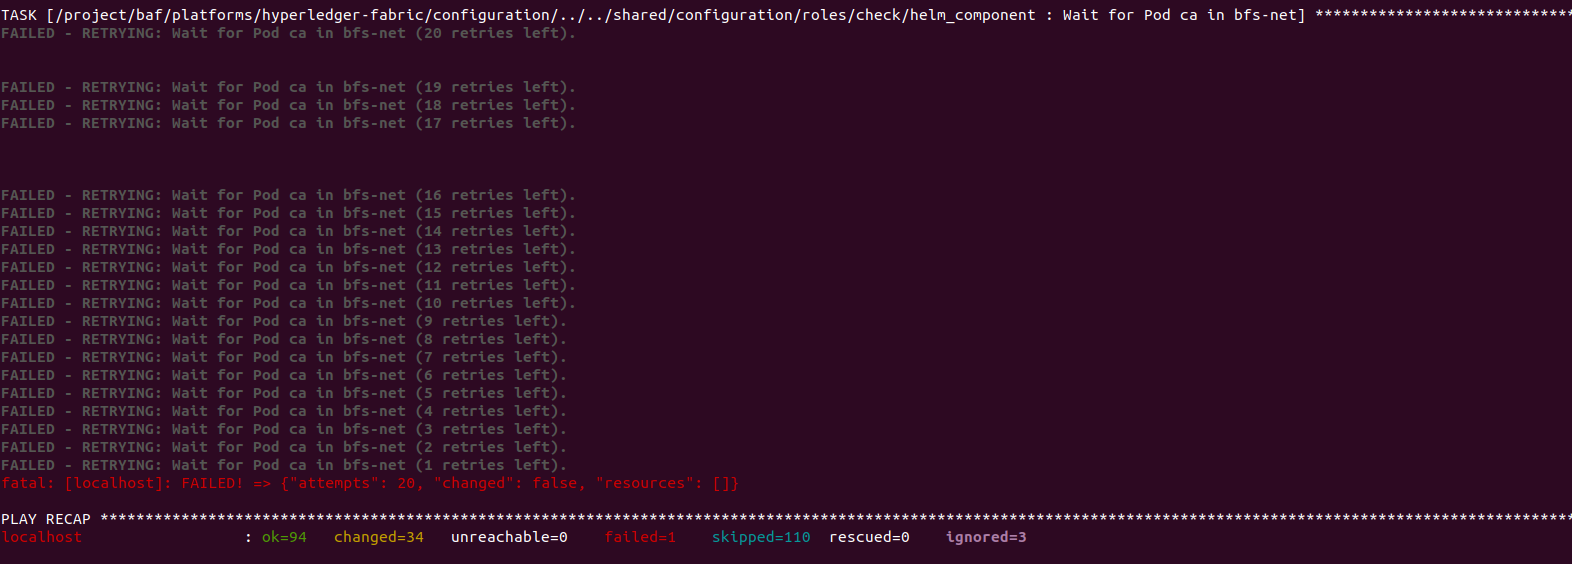 TASK [/project/baf/platforms/hyperledger-fabric/configuration/../../shared/configuration/roles/check/helm_component : Wait for Pod ca in bfs-net] *****************************
FAILED - RETRYING: Wait for Pod ca in bfs-net (20 retries left).
FAILED - RETRYING: Wait for Pod ca in bfs-net (19 retries left).
FAILED - RETRYING: Wait for Pod ca in bfs-net (18 retries left).
FAILED - RETRYING: Wait for Pod ca in bfs-net (17 retries left).
FAILED - RETRYING: Wait for Pod ca in bfs-net (16 retries left).
FAILED - RETRYING: Wait for Pod ca in bfs-net (15 retries left).
FAILED - RETRYING: Wait for Pod ca in bfs-net (14 retries left).
FAILED - RETRYING: Wait for Pod ca in bfs-net (13 retries left).
FAILED - RETRYING: Wait for Pod ca in bfs-net (12 retries left).
FAILED - RETRYING: Wait for Pod ca in bfs-net (11 retries left).
FAILED - RETRYING: Wait for Pod ca in bfs-net (10 retries left).
FAILED - RETRYING: Wait for Pod ca in bfs-net (9 retries left).
FAILED - RETRYING: Wait for Pod ca in bfs-net (8 retries left).
FAILED - RETRYING: Wait for Pod ca in bfs-net (7 retries left).
FAILED - RETRYING: Wait for Pod ca in bfs-net (6 retries left).
FAILED - RETRYING: Wait for Pod ca in bfs-net (5 retries left).
FAILED - RETRYING: Wait for Pod ca in bfs-net (4 retries left).
FAILED - RETRYING: Wait for Pod ca in bfs-net (3 retries left).
FAILED - RETRYING: Wait for Pod ca in bfs-net (2 retries left).
FAILED - RETRYING: Wait for Pod ca in bfs-net (1 retries left).
fatal: [localhost]: FAILED! => {"attempts": 20, "changed": false, "resources": []}
PLAY RECAP ********************************************************************************************************************************************************************
localhost : ok=94 changed=34 unreachable=0 failed=1 skipped=110 rescued=0 ignored=3